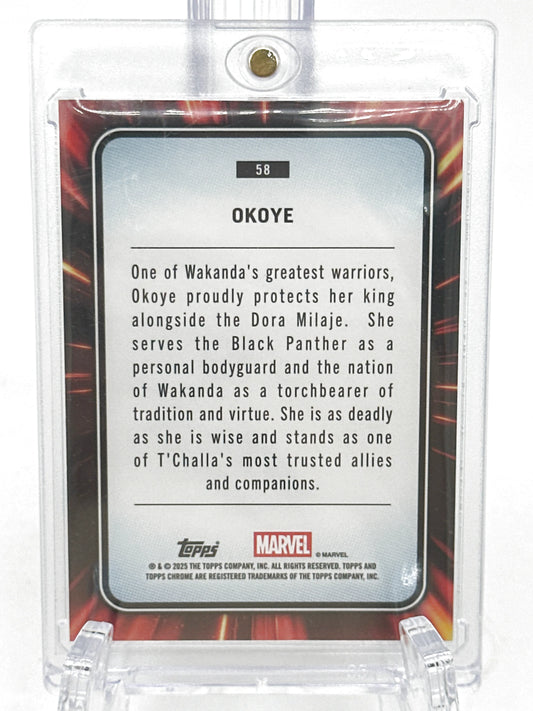 58
OKOYE
One of Wakanda's greatest warriors,
Okoye proudly protects her king
alongside the Dora Milaje. She
serves the Black Panther as a
personal bodyguard and the nation
of Wakanda as a torchbearer of
tradition and virtue. She is as deadly
as she is wise and stands as one
of T'Challa's most trusted allies
and companions.
Topps® MARVEL © MARVEL
® & © 2025 THE TOPPS COMPANY, INC. ALL RIGHTS RESERVED. TOPPS AND
TOPPS CHROME ARE REGISTERED TRADEMARKS OF THE TOPPS COMPANY, INC.